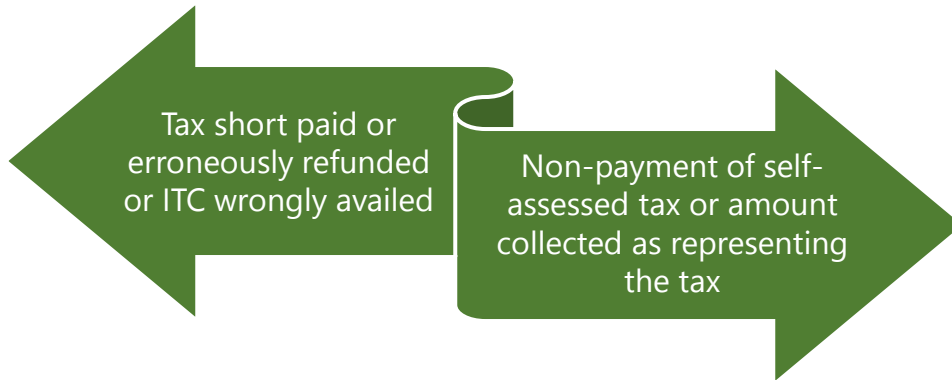 Tax short paid or
erroneously refunded
or ITC wrongly availed
Non-payment of self-
assessed tax or amount
collected as representing
the tax